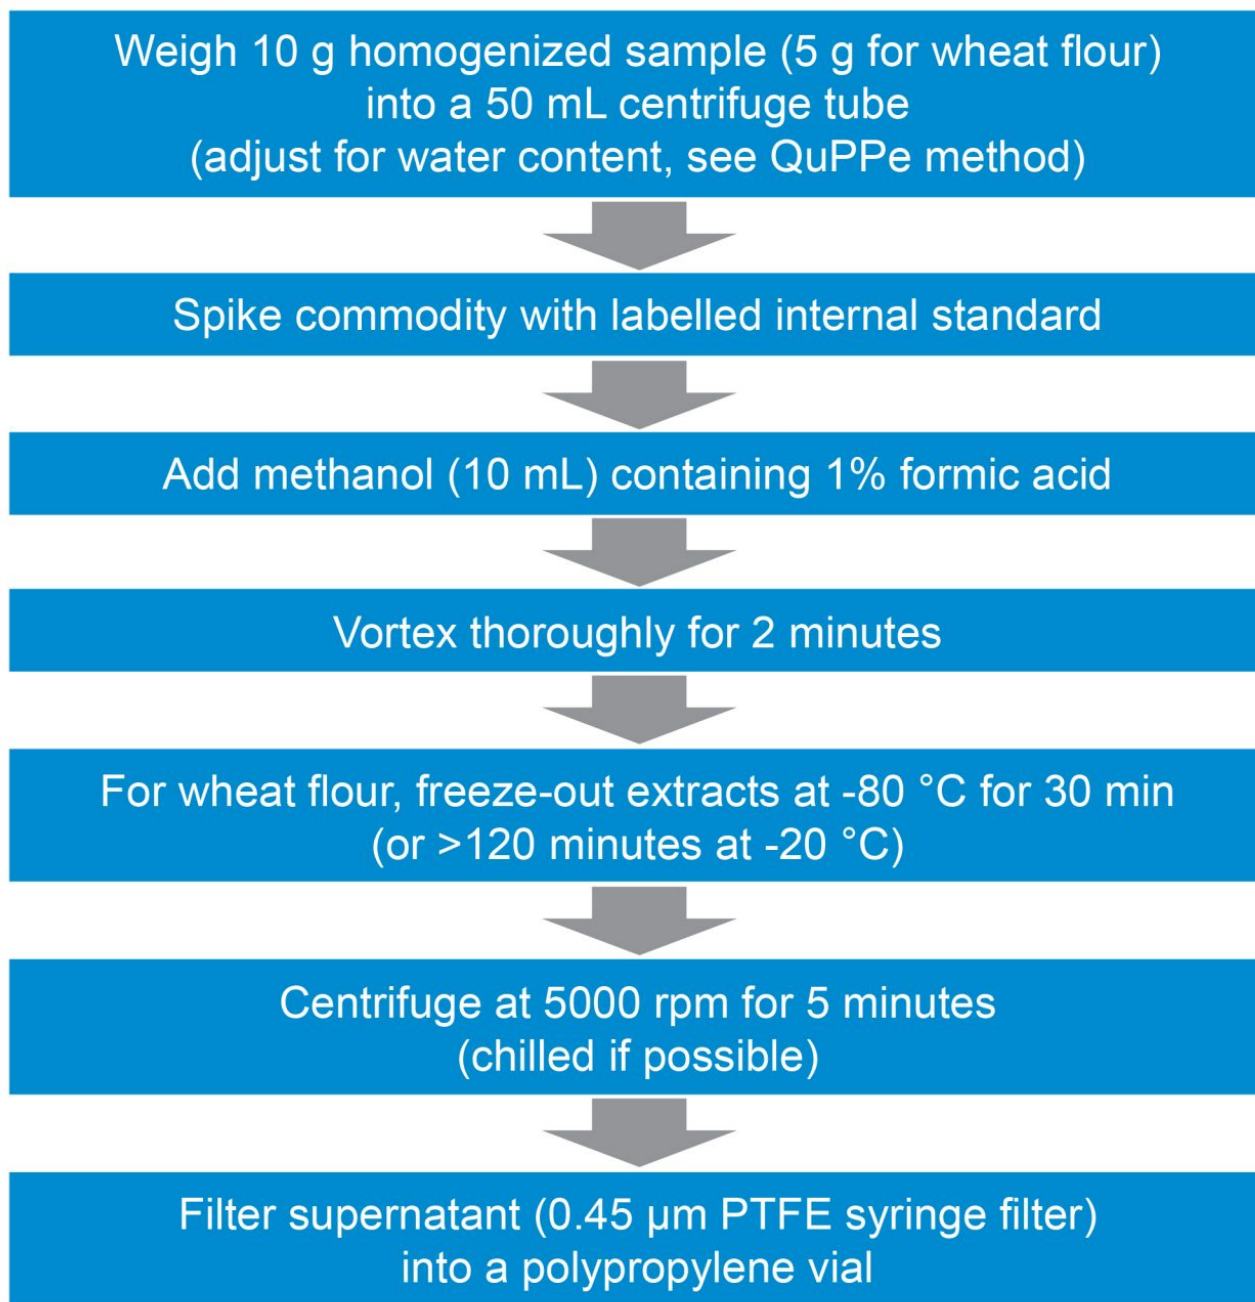 Weigh 10 g homogenized sample (5 g for wheat flour)
into a 50 mL centrifuge tube
(adjust for water content, see QuPPe method)
Spike commodity with labelled internal standard
Add methanol (10 mL) containing 1% formic acid
Vortex thoroughly for 2 minutes
For wheat flour, freeze-out extracts at -80 °C for 30 min
(or >120 minutes at -20 °C)
Centrifuge at 5000 rpm for 5 minutes
(chilled if possible)
Filter supernatant (0.45 µm PTFE syringe filter)
into a polypropylene vial